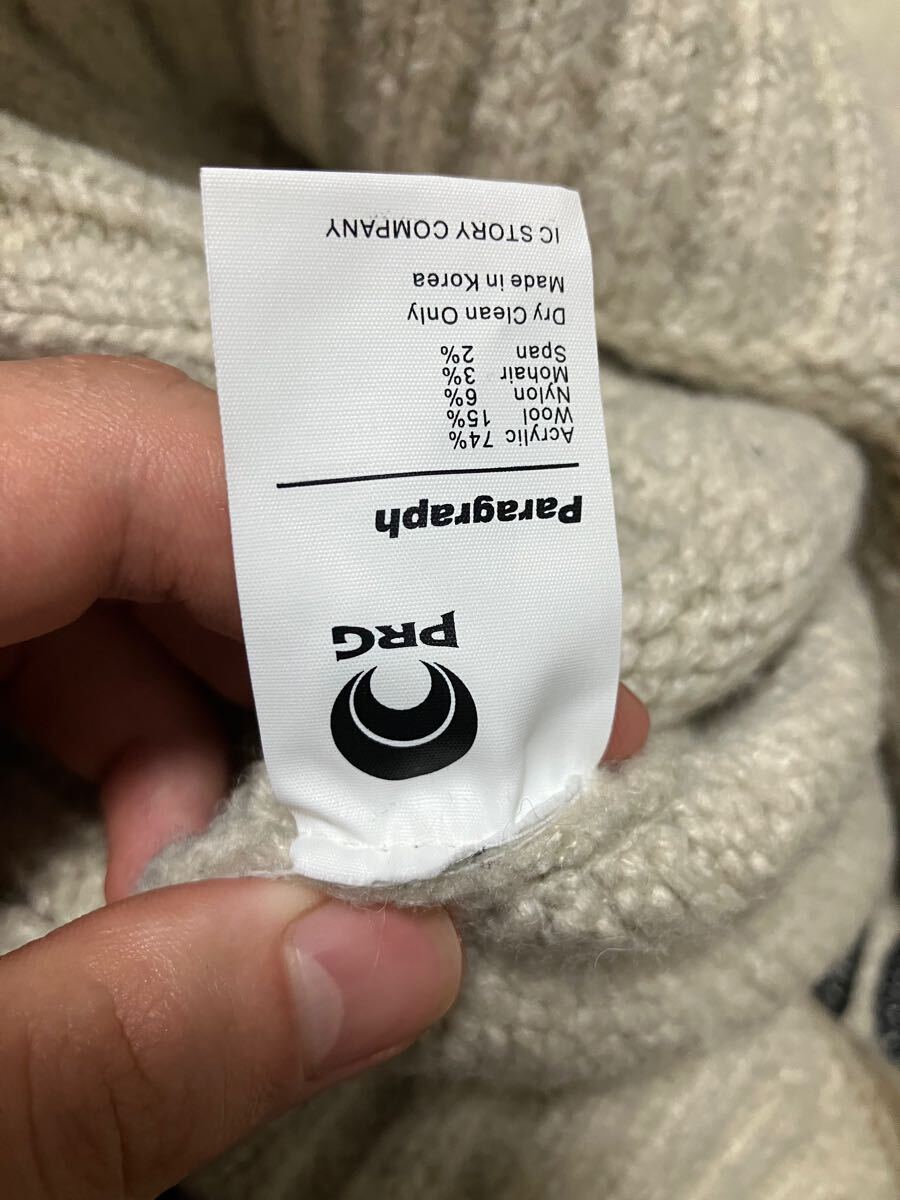 PRG
Paragraph
Acrylic 74%
Wool 15%
Nylon 6%
Mohair 3%
Span 2%
Dry Clean Only
Made in Korea
IC STORY COMPANY